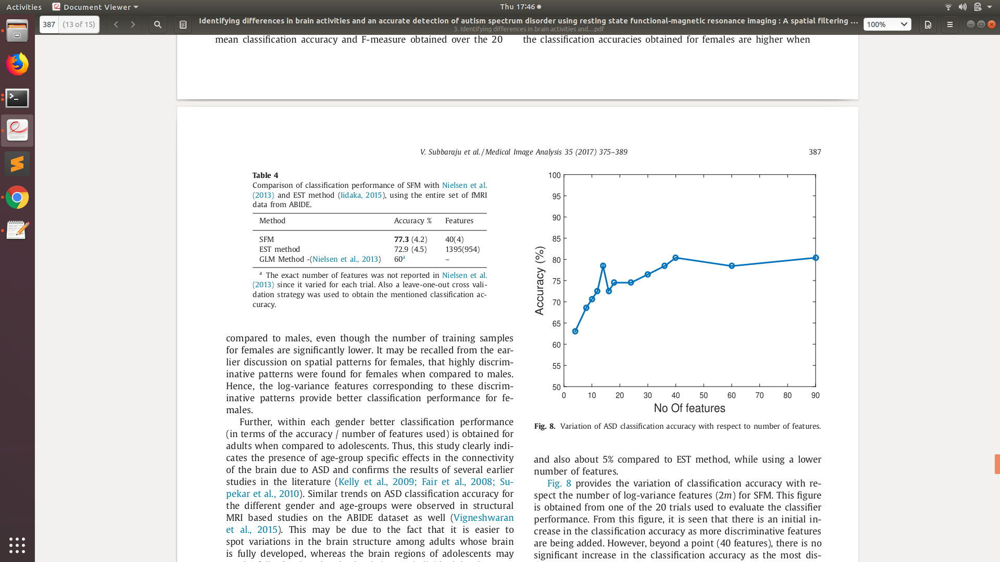 Activities
Document Viewer
Thu 17:46
387
(13 of 15)
Identifying differences in brain activities and an accurate detection of autism spectrum disorder using resting state functional-magnetic resonance imaging : A spatial filtering ...
3. Identifying differences in brain activities and....pdf
100%
mean classification accuracy and F-measure obtained over the 20
the classification accuracies obtained for females are higher when
V. Subbaraju et al. / Medical Image Analysis 35 (2017) 375–389
387
Table 4
Comparison of classification performance of SFM with Nielsen et al.
(2013) and EST method (Iidaka, 2015), using the entire set of fMRI
data from ABIDE.
Method Accuracy % Features
SFM 77.3 (4.2) 40(4)
EST method 72.9 (4.5) 1395(954)
GLM Method -(Nielsen et al., 2013) 60a –
a The exact number of features was not reported in Nielsen et al.
(2013) since it varied for each trial. Also a leave-one-out cross vali-
dation strategy was used to obtain the mentioned classification ac-
curacy.
compared to males, even though the number of training samples
for females are significantly lower. It may be recalled from the ear-
lier discussion on spatial patterns for females, that highly discrim-
inative patterns were found for females when compared to males.
Hence, the log-variance features corresponding to these discrim-
inative patterns provide better classification performance for fe-
males.
Further, within each gender better classification performance
(in terms of the accuracy / number of features used) is obtained for
adults when compared to adolescents. Thus, this study clearly indi-
cates the presence of age-group specific effects in the connectivity
of the brain due to ASD and confirms the results of several earlier
studies in the literature (Kelly et al., 2009; Fair et al., 2008; Su-
pekar et al., 2010). Similar trends on ASD classification accuracy for
the different gender and age-groups were observed in structural
MRI based studies on the ABIDE dataset as well (Vigneshwaran
et al., 2015). This may be due to the fact that it is easier to
spot variations in the brain structure among adults whose brain
is fully developed, whereas the brain regions of adolescents may
100
95
90
85
80
75
70
65
60
55
50
Accuracy (%)
0 10 20 30 40 50 60 70 80 90
No Of features
Fig. 8. Variation of ASD classification accuracy with respect to number of features.
and also about 5% compared to EST method, while using a lower
number of features.
Fig. 8 provides the variation of classification accuracy with re-
spect the number of log-variance features (2m) for SFM. This figure
is obtained from one of the 20 trials used to evaluate the classifier
performance. From this figure, it is seen that there is an initial in-
crease in the classification accuracy as more discriminative features
are being added. However, beyond a point (40 features), there is no
significant increase in the classification accuracy as the most dis-